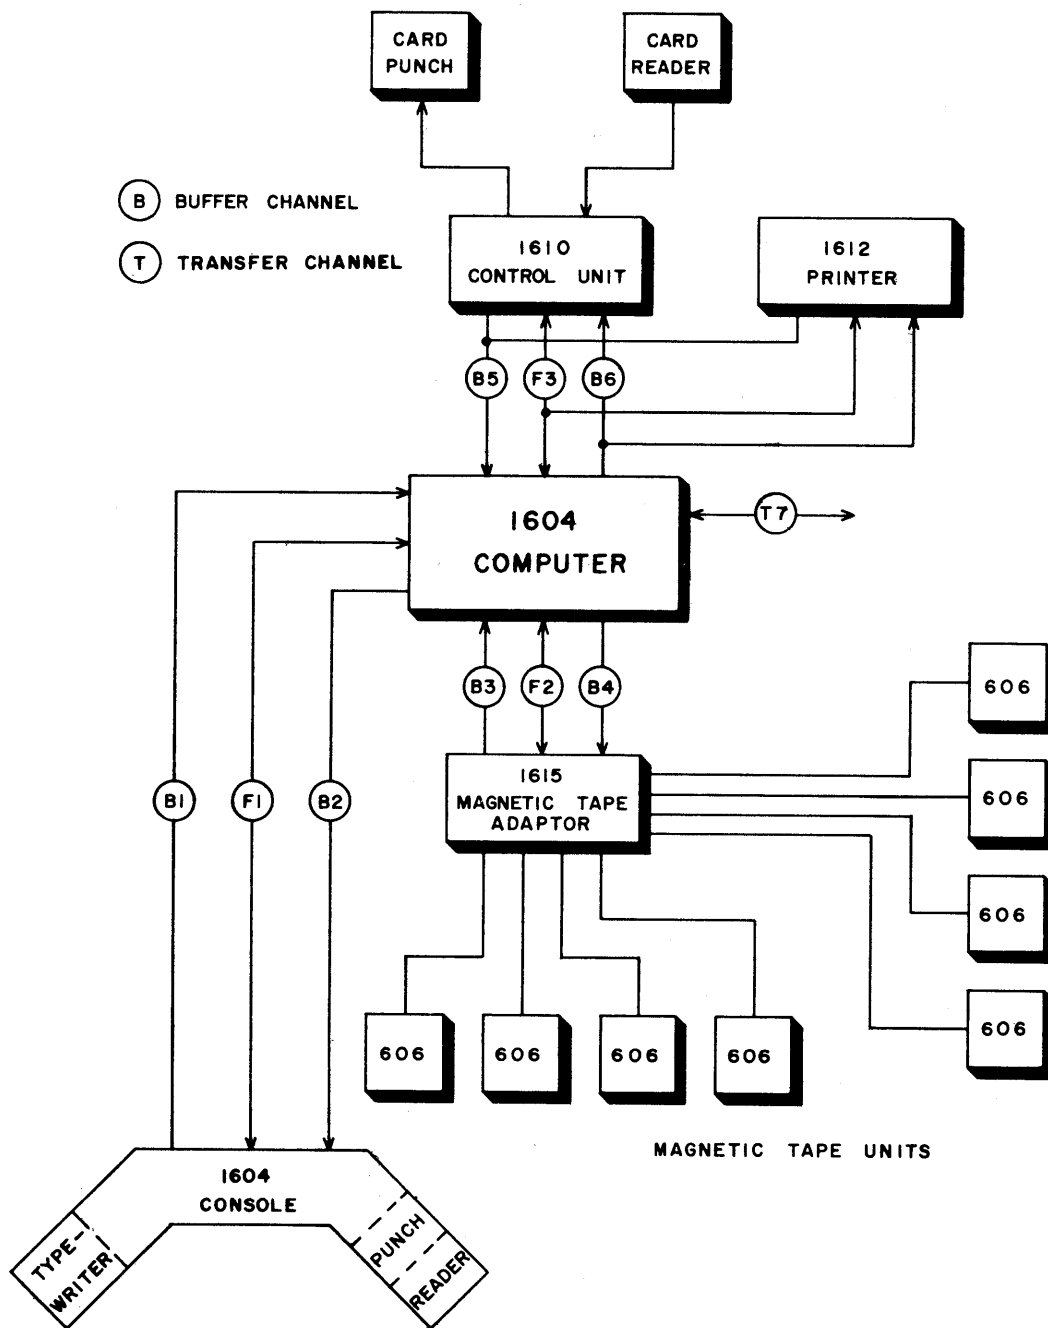 CARD
PUNCH
CARD
READER
B BUFFER CHANNEL
T TRANSFER CHANNEL
1610
CONTROL UNIT
1612
PRINTER
B5
F3
B6
1604
COMPUTER
T7
B3
F2
B4
606
B1
F1
B2
1615
MAGNETIC TAPE
ADAPTOR
606
606
606
606
606
606
606
MAGNETIC TAPE UNITS
1604
CONSOLE
TYPE-
WRITER
PUNCH
READER